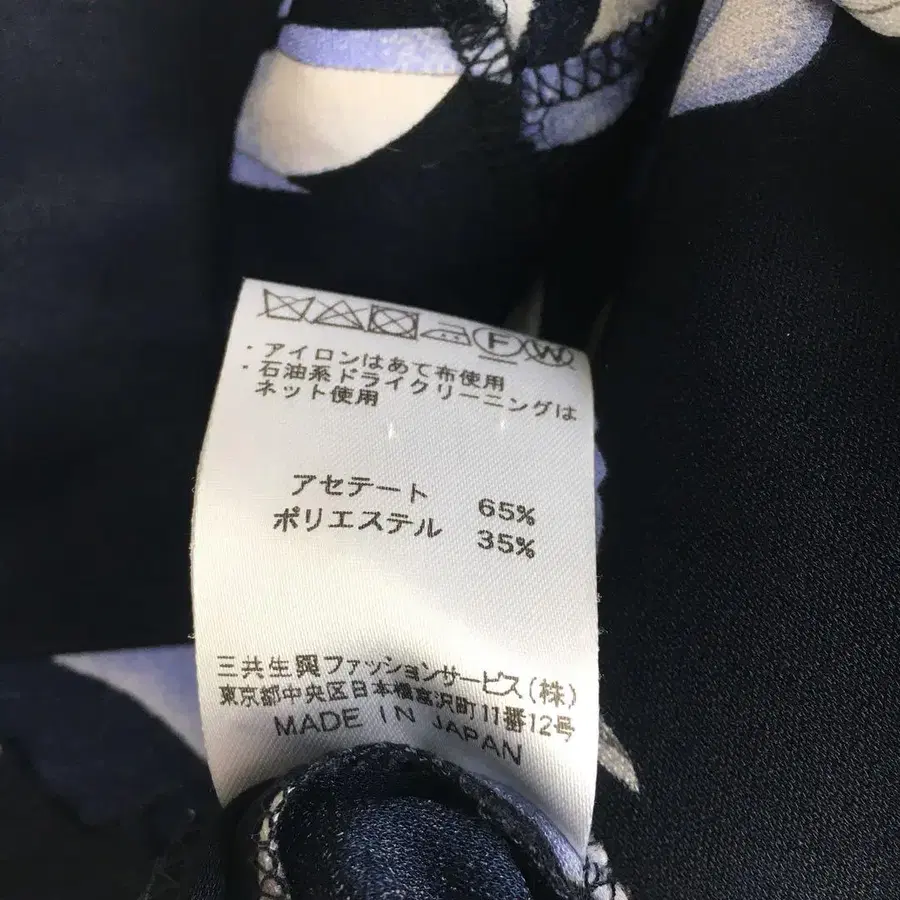 F W
・アイロンはあて布使用
・石油系ドライクリーニングは
ネット使用
アセテート 65%
ポリエステル 35%
三共生興ファッションサービス(株)
東京都中央区日本橋富沢町11番12号
MADE IN JAPAN